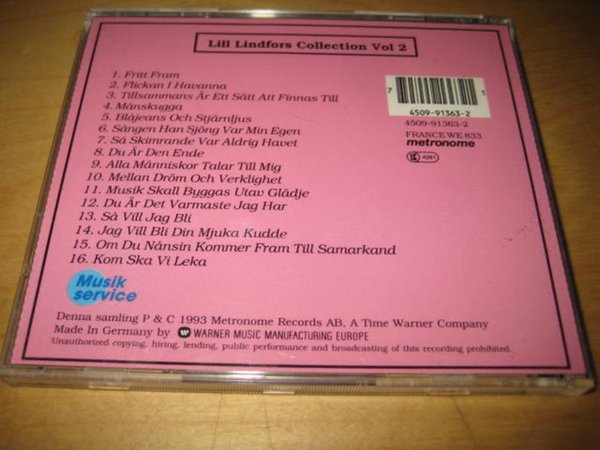 Lill Lindfors Collection Vol 2
1. Fritt Fram
2. Flickan I Havanna
3. Tillsammans Är Ett Sätt Att Finnas Till
4. Månskugga
5. Blåjeans Och Stjärnljus
6. Sången Han Sjöng Var Min Egen
7. Så Skimrande Var Aldrig Havet
8. Du Är Den Ende
9. Alla Människor Talar Till Mig
10. Mellan Dröm Och Verklighet
11. Musik Skall Byggas Utav Glädje
12. Du Är Det Varmaste Jag Har
13. Så Vill Jag Bli
14. Jag Vill Bli Din Mjuka Kudde
15. Om Du Nånsin Kommer Fram Till Samarkand
16. Kom Ska Vi Leka
7 1
4509-91363-2
4509-91363-2
FRANCE WE 833
metronome
LC 4281
Musik
service
Denna samling P & C 1993 Metronome Records AB, A Time Warner Company
Made In Germany by WARNER MUSIC MANUFACTURING EUROPE
Unauthorized copying, hiring, lending, public performance and broadcasting of this recording prohibited.